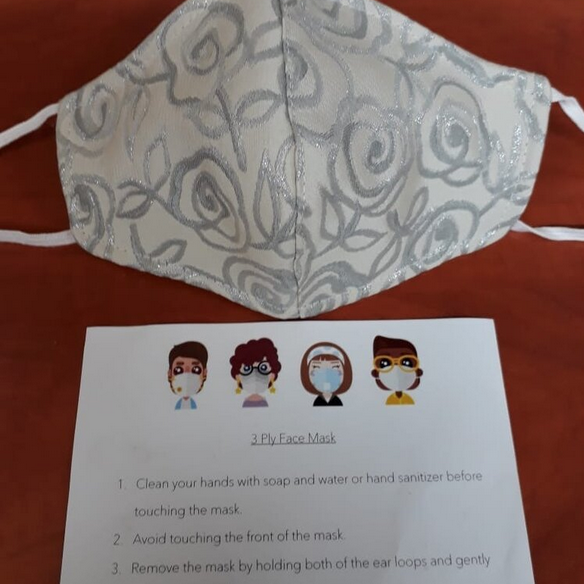 3 Ply Face Mask
1. Clean your hands with soap and water or hand sanitizer before
touching the mask.
2. Avoid touching the front of the mask.
3. Remove the mask by holding both of the ear loops and gently